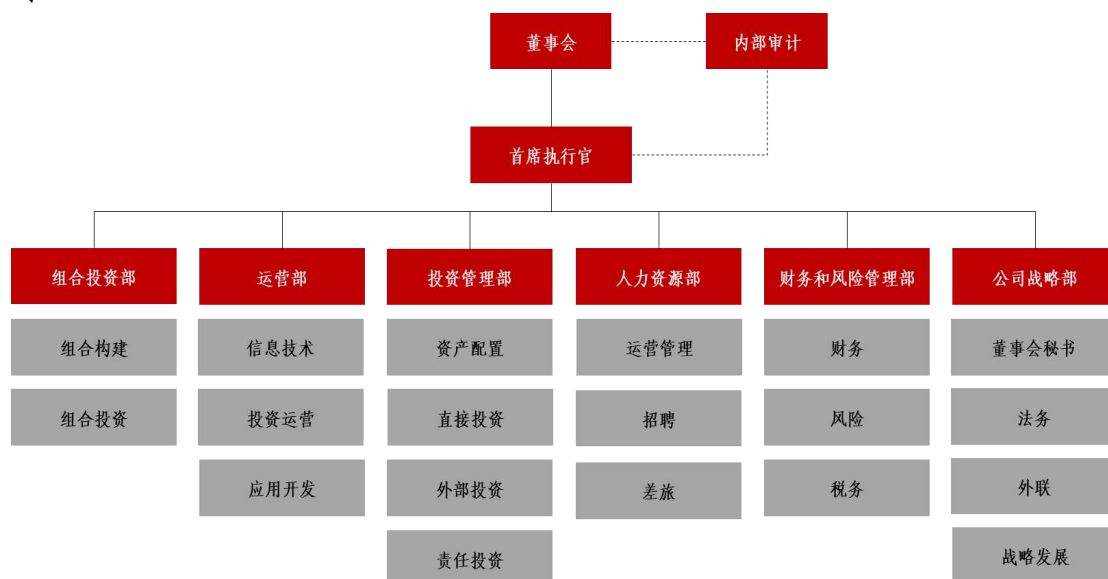 董事会
内部审计
首席执行官
组合投资部
运营部
投资管理部
人力资源部
财务和风险管理部
公司战略部
组合构建
信息技术
资产配置
运营管理
财务
董事会秘书
组合投资
投资运营
直接投资
招聘
风险
法务
应用开发
外部投资
差旅
税务
外联
责任投资
战略发展